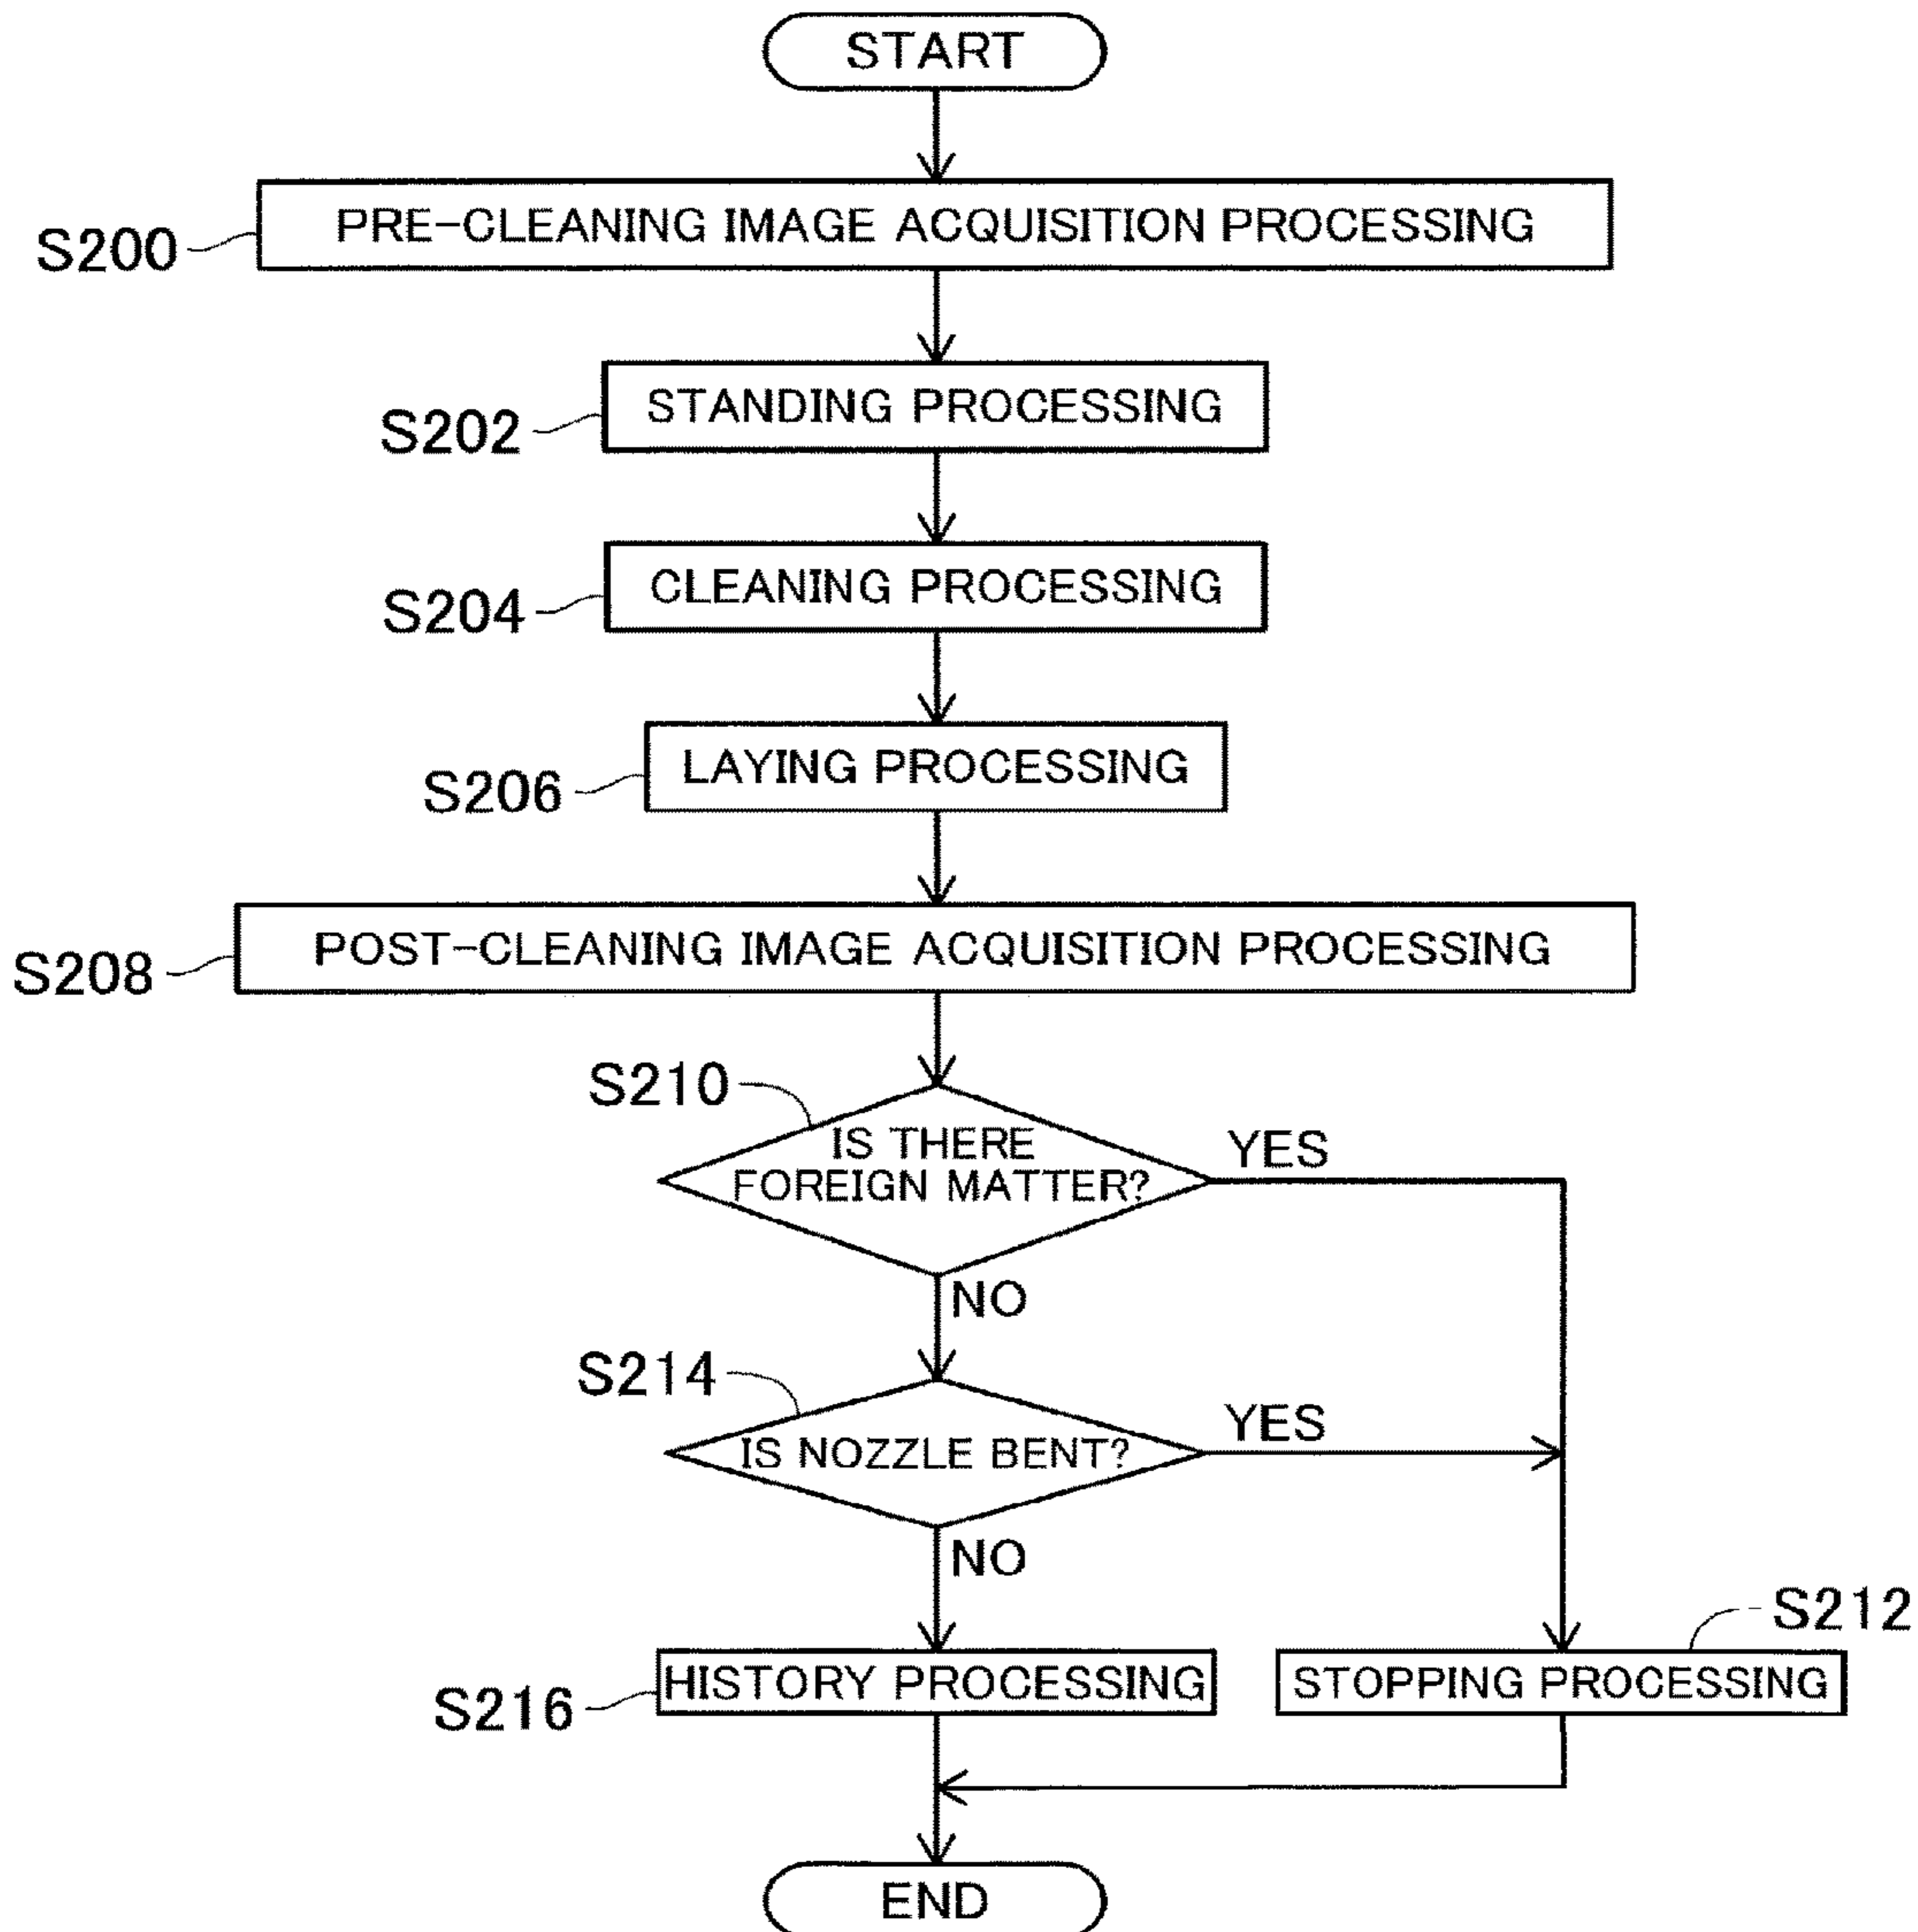 START
S200
PRE-CLEANING IMAGE ACQUISITION PROCESSING
S202
STANDING PROCESSING
S204
CLEANING PROCESSING
S206
LAYING PROCESSING
S208
POST-CLEANING IMAGE ACQUISITION PROCESSING
S210
IS THERE
FOREIGN MATTER?
YES
NO
S214
IS NOZZLE BENT?
YES
NO
S212
S216
HISTORY PROCESSING
STOPPING PROCESSING
END